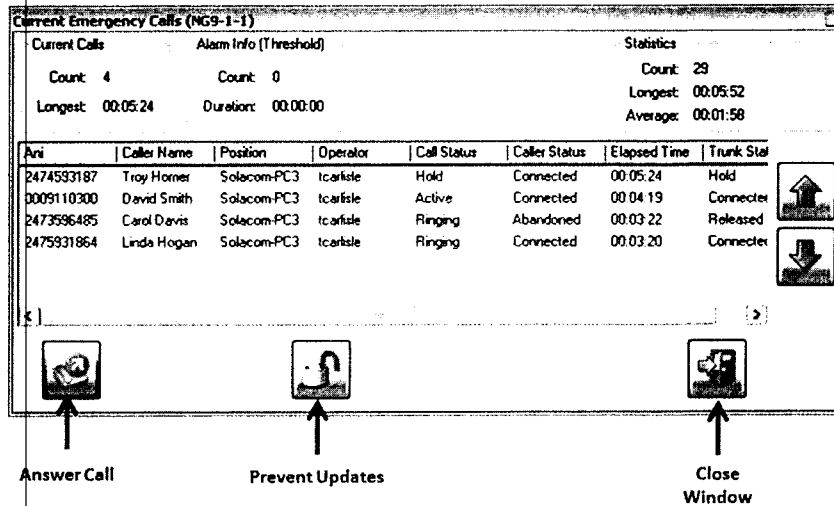 Current Emergency Calls (NG9-1-1)
Current Calls Alarm Info (Threshold) Statistics
Count: 4 Count: 0 Count: 29
Longest: 00:05:24 Duration: 00:00:00 Longest: 00:05:52
Average: 00:01:58
Ani Caller Name Position Operator Call Status Caller Status Elapsed Time Trunk Stat
2474593187 Troy Horner Solacom-PC3 tcarlisle Hold Connected 00:05:24 Hold
0009110300 David Smith Solacom-PC3 tcarlisle Active Connected 00:04:19 Connecte
2473596485 Carol Davis Solacom-PC3 tcarlisle Ringing Abandoned 00:03:22 Released
2475931864 Linda Hogan Solacom-PC3 tcarlisle Ringing Connected 00:03:20 Connecte
Answer Call Prevent Updates Close
Window